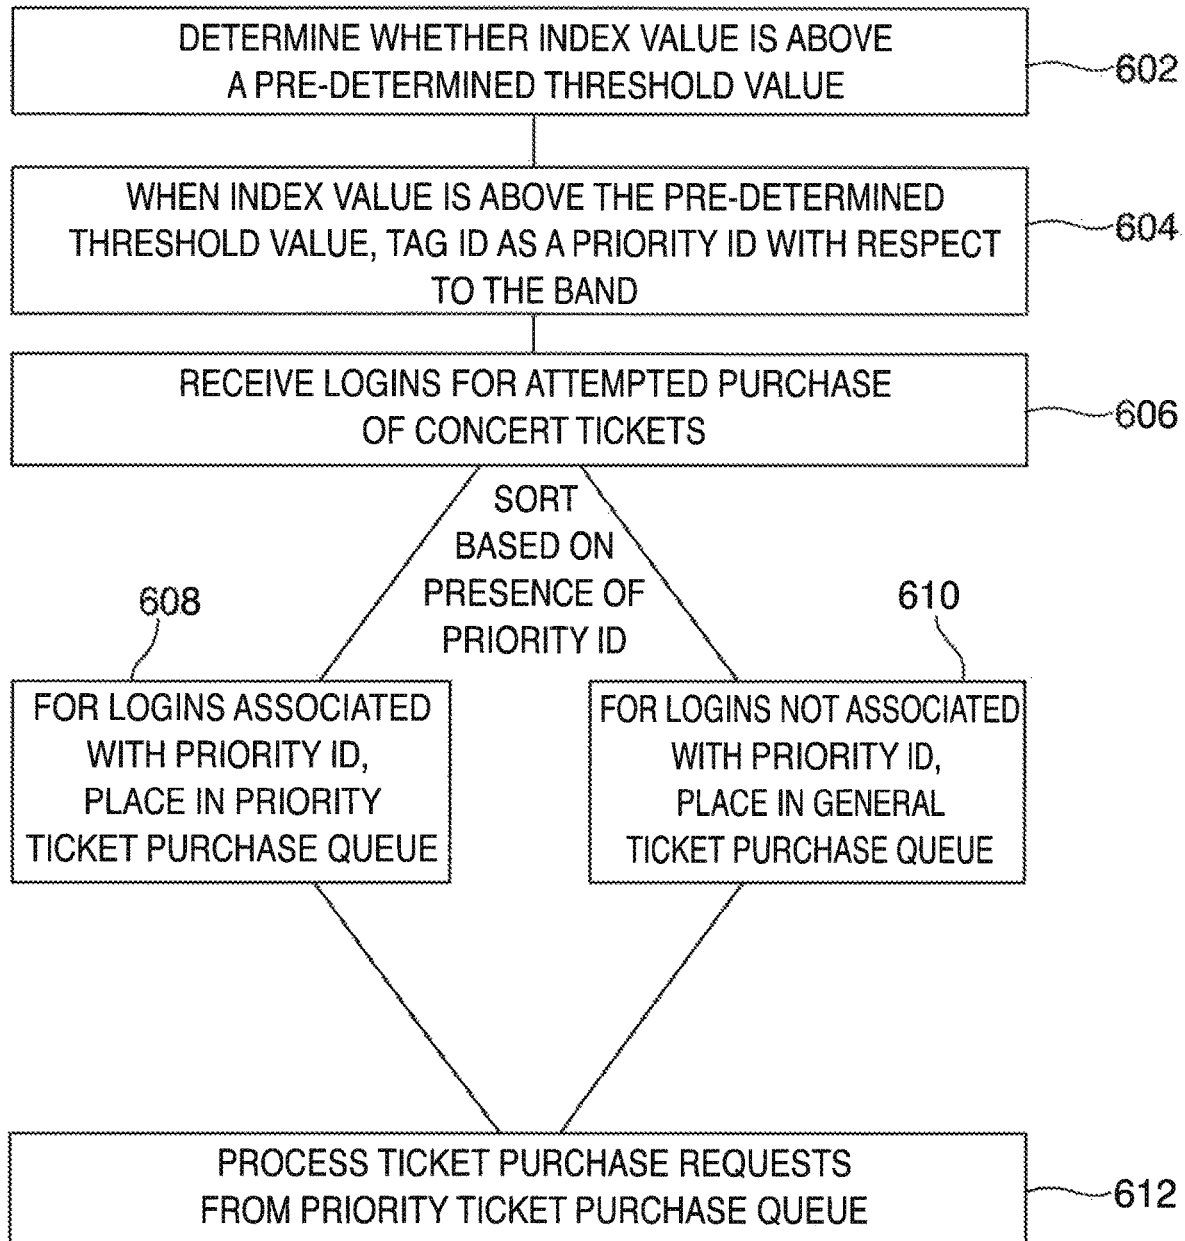 DETERMINE WHETHER INDEX VALUE IS ABOVE
A PRE-DETERMINED THRESHOLD VALUE
602
WHEN INDEX VALUE IS ABOVE THE PRE-DETERMINED
THRESHOLD VALUE, TAG ID AS A PRIORITY ID WITH RESPECT
TO THE BAND
604
RECEIVE LOGINS FOR ATTEMPTED PURCHASE
OF CONCERT TICKETS
606
SORT
BASED ON
PRESENCE OF
PRIORITY ID
608
FOR LOGINS ASSOCIATED
WITH PRIORITY ID,
PLACE IN PRIORITY
TICKET PURCHASE QUEUE
610
FOR LOGINS NOT ASSOCIATED
WITH PRIORITY ID,
PLACE IN GENERAL
TICKET PURCHASE QUEUE
PROCESS TICKET PURCHASE REQUESTS
FROM PRIORITY TICKET PURCHASE QUEUE
612